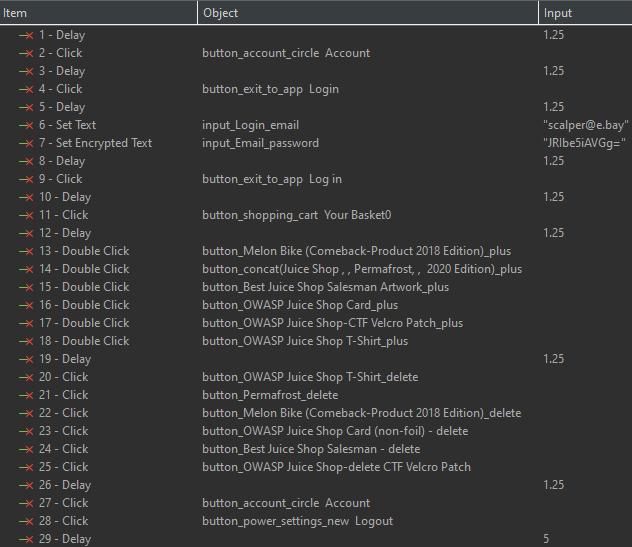 Item Object Input
1 - Delay 1.25
2 - Click button_account_circle Account
3 - Delay 1.25
4 - Click button_exit_to_app Login
5 - Delay 1.25
6 - Set Text input_Login_email "scalper@e.bay"
7 - Set Encrypted Text input_Email_password "JRIbe5iAVGg="
8 - Delay 1.25
9 - Click button_exit_to_app Log in
10 - Delay 1.25
11 - Click button_shopping_cart Your Basket0
12 - Delay 1.25
13 - Double Click button_Melon Bike (Comeback-Product 2018 Edition)_plus
14 - Double Click button_concat(Juice Shop , , Permafrost, , 2020 Edition)_plus
15 - Double Click button_Best Juice Shop Salesman Artwork_plus
16 - Double Click button_OWASP Juice Shop Card_plus
17 - Double Click button_OWASP Juice Shop-CTF Velcro Patch_plus
18 - Double Click button_OWASP Juice Shop T-Shirt_plus
19 - Delay 1.25
20 - Click button_OWASP Juice Shop T-Shirt_delete
21 - Click button_Permafrost_delete
22 - Click button_Melon Bike (Comeback-Product 2018 Edition)_delete
23 - Click button_OWASP Juice Shop Card (non-foil) - delete
24 - Click button_Best Juice Shop Salesman - delete
25 - Click button_OWASP Juice Shop-delete CTF Velcro Patch
26 - Delay 1.25
27 - Click button_account_circle Account
28 - Click button_power_settings_new Logout
29 - Delay 5